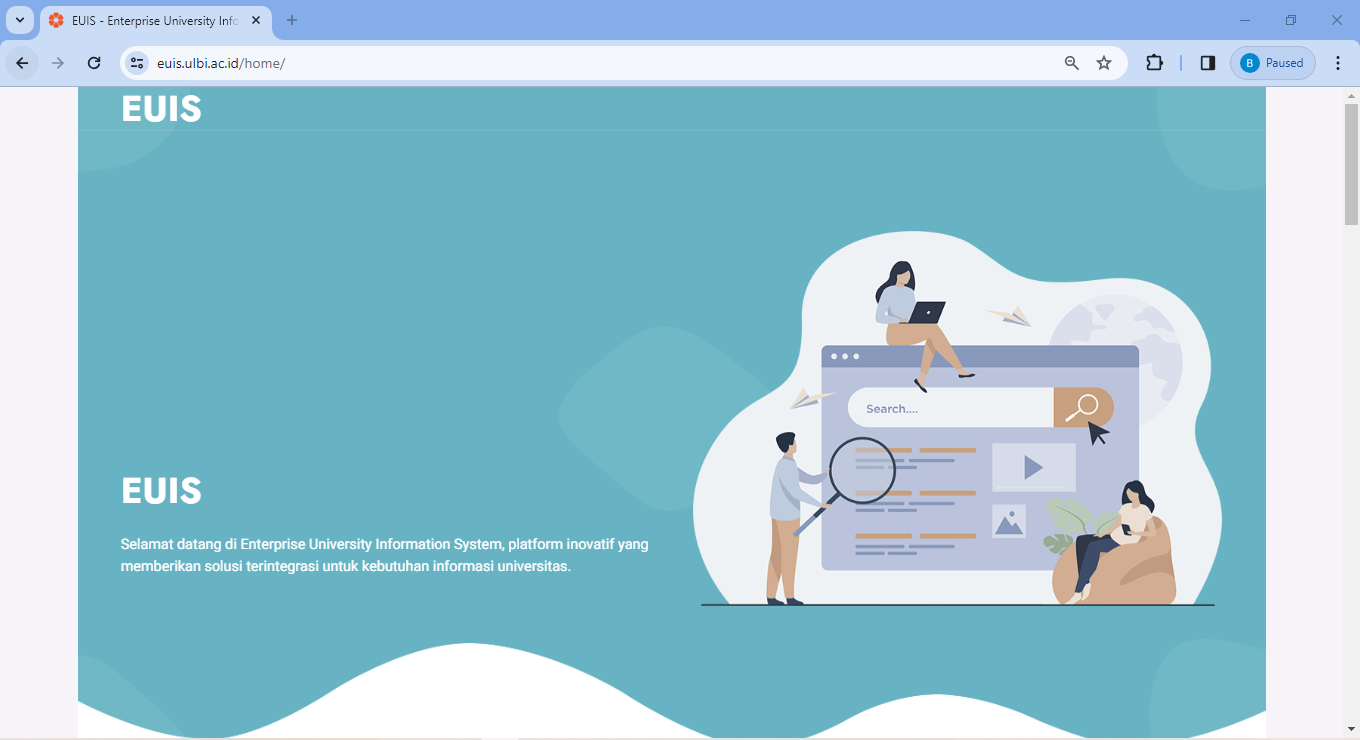 EUIS - Enterprise University Info
euis.ulbi.ac.id/home/
B Paused
EUIS
Search....
EUIS
Selamat datang di Enterprise University Information System, platform inovatif yang
memberikan solusi terintegrasi untuk kebutuhan informasi universitas.